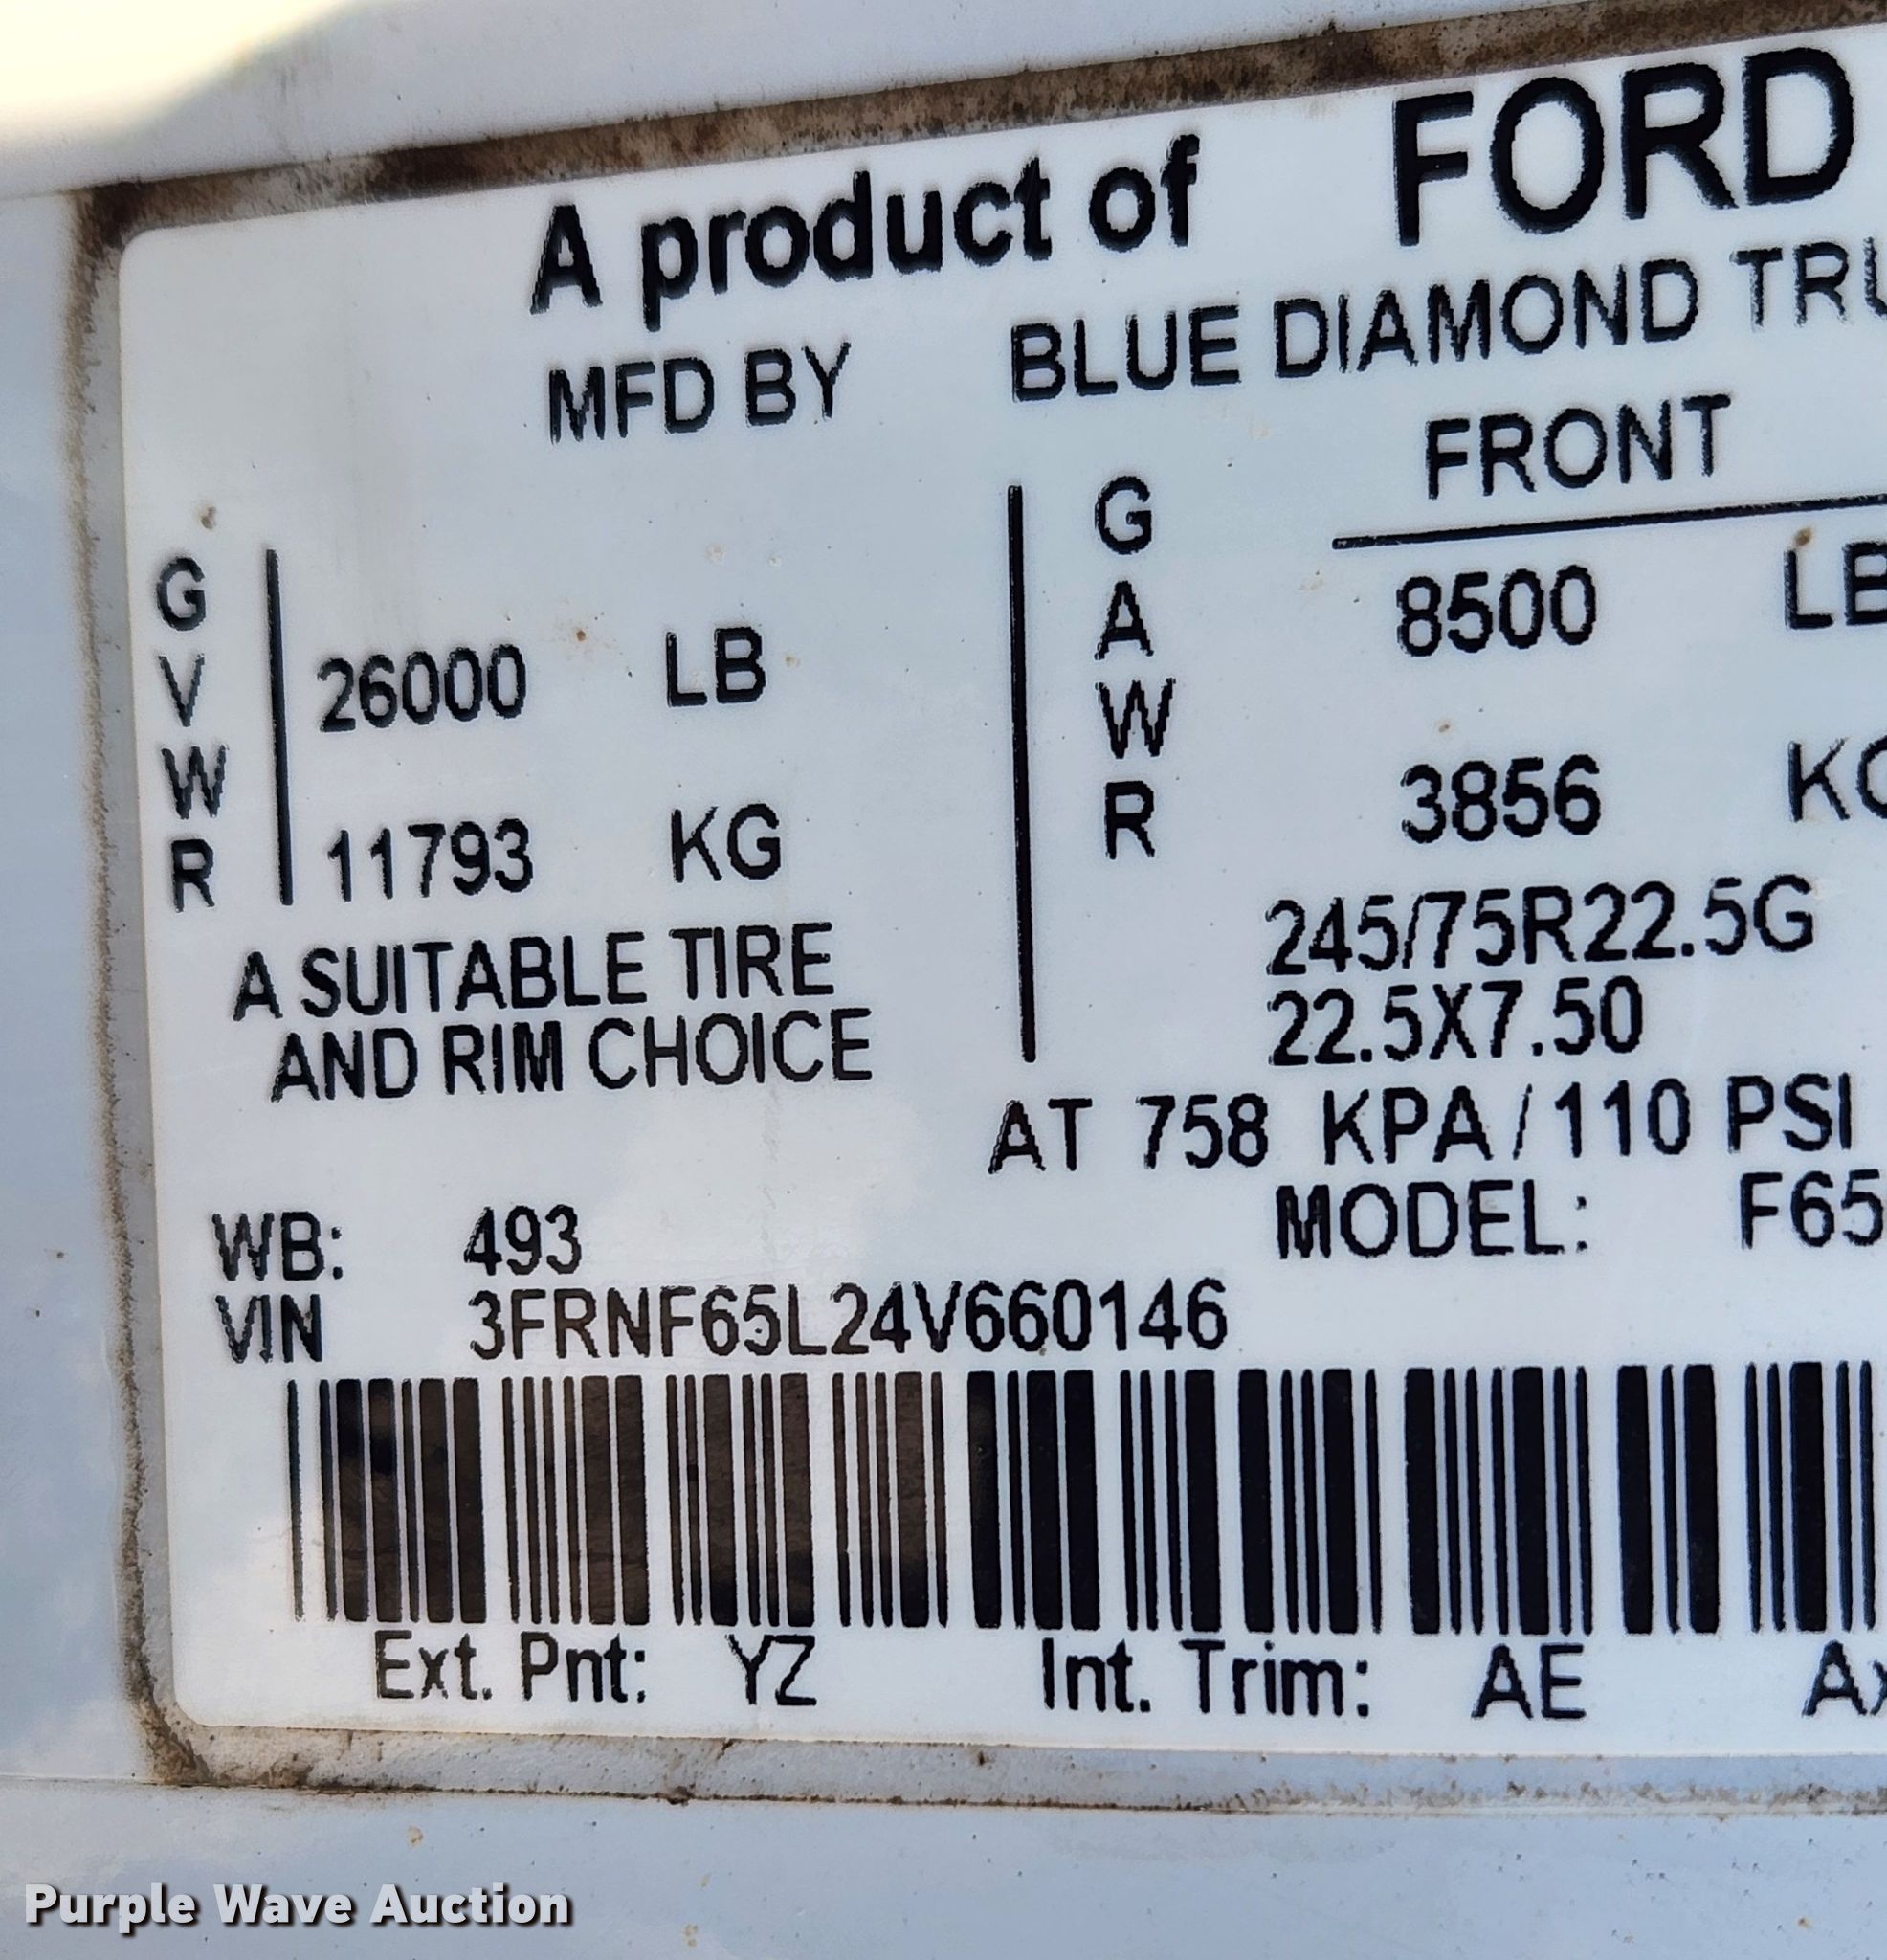 A product of FORD
MFD BY BLUE DIAMOND TRU
FRONT
GVWR
26000 LB
11793 KG
GAWR
8500 LB
3856 KG
A SUITABLE TIRE
AND RIM CHOICE
245/75R22.5G
22.5X7.50
AT 758 KPA/110 PSI
WB: 493 MODEL: F65
VIN 3FRNF65L24V660146
Ext. Pnt: YZ Int. Trim: AE Ax
Purple Wave Auction